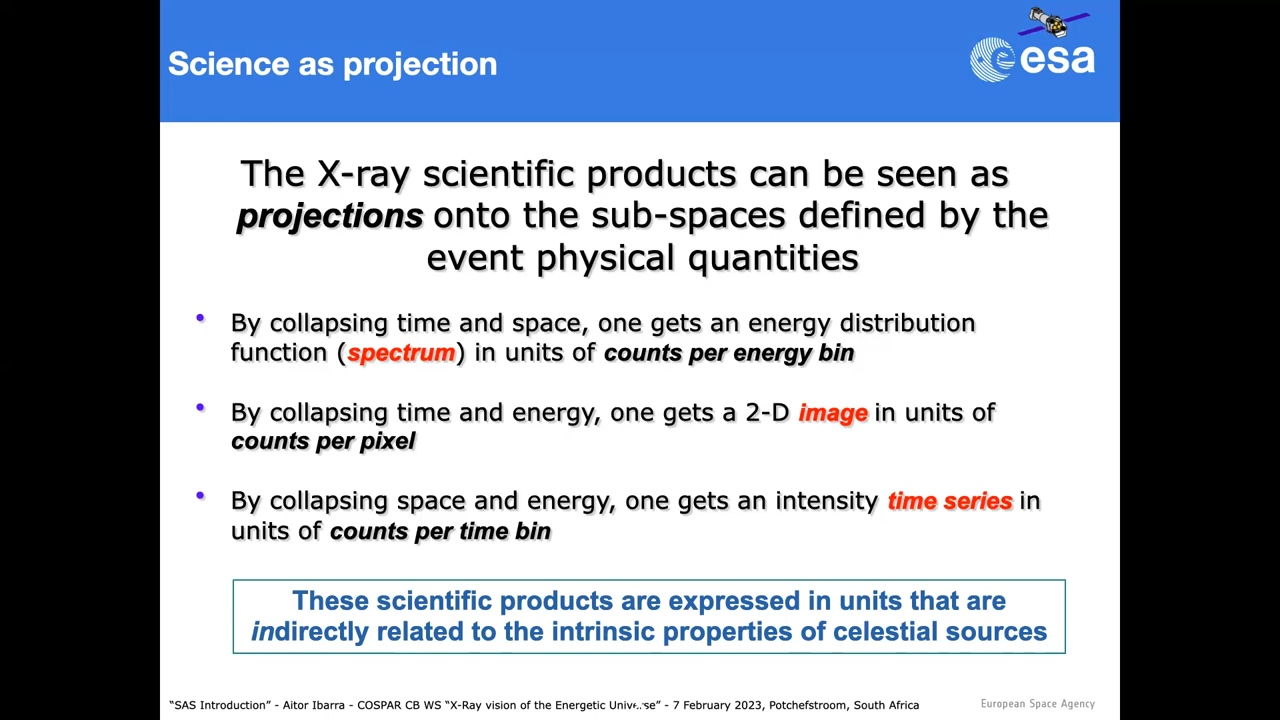 Science as projection
esa
The X-ray scientific products can be seen as
projections onto the sub-spaces defined by the
event physical quantities
• By collapsing time and space, one gets an energy distribution
function (spectrum) in units of counts per energy bin
• By collapsing time and energy, one gets a 2-D image in units of
counts per pixel
• By collapsing space and energy, one gets an intensity time series in
units of counts per time bin
These scientific products are expressed in units that are
indirectly related to the intrinsic properties of celestial sources
“SAS Introduction” - Aitor Ibarra - COSPAR CB WS “X-Ray vision of the Energetic Universe” - 7 February 2023, Potchefstroom, South Africa
European Space Agency